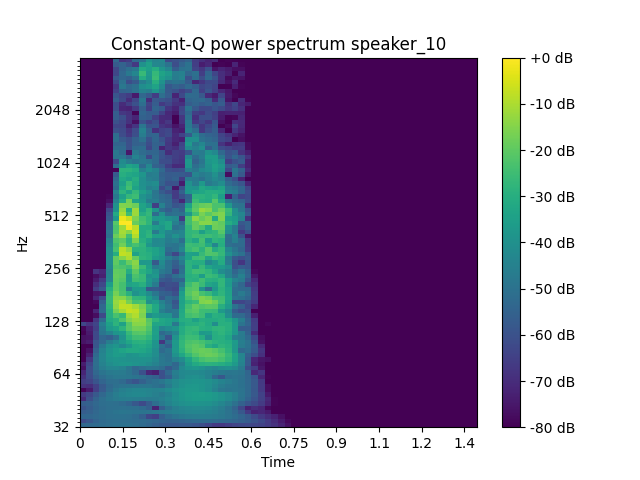 Constant-Q power spectrum speaker_10
Hz
2048
1024
512
256
128
64
32
0 0.15 0.3 0.45 0.6 0.75 0.9 1.1 1.2 1.4
Time
+0 dB
-10 dB
-20 dB
-30 dB
-40 dB
-50 dB
-60 dB
-70 dB
-80 dB